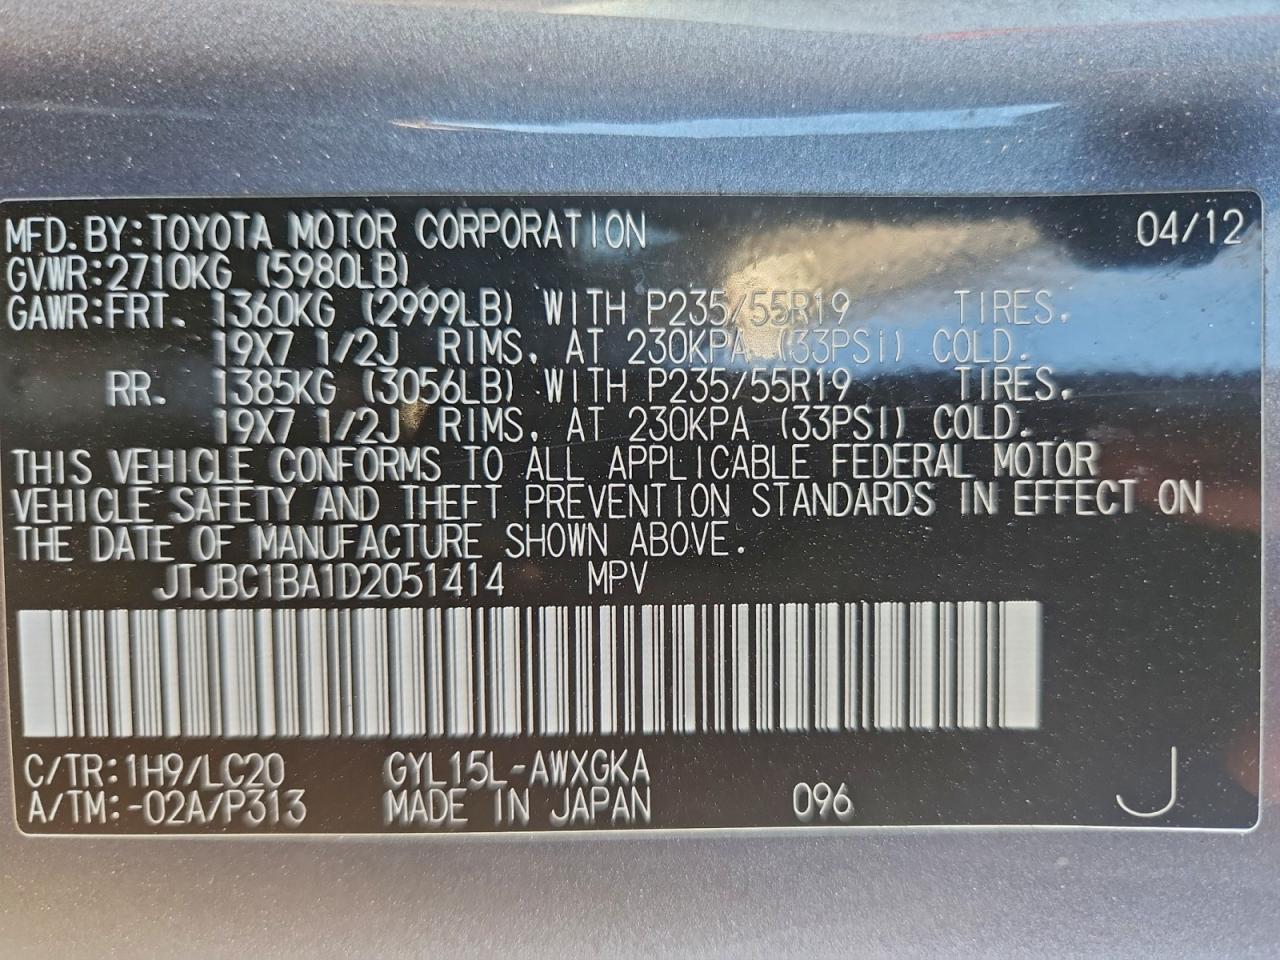 MFD. BY: TOYOTA MOTOR CORPORATION 04/12
GVWR: 2710KG (5980LB)
GAWR: FRT. 1360KG (2999LB) WITH P235/55R19 TIRES.
19X7 1/2J RIMS, AT 230KPA (33PSI) COLD.
RR. 1385KG (3056LB) WITH P235/55R19 TIRES.
19X7 1/2J RIMS, AT 230KPA (33PSI) COLD.
THIS VEHICLE CONFORMS TO ALL APPLICABLE FEDERAL MOTOR
VEHICLE SAFETY AND THEFT PREVENTION STANDARDS IN EFFECT ON
THE DATE OF MANUFACTURE SHOWN ABOVE.
JTJBC1BA1D2051414 MPV
C/TR: 1H9/LC20 GYL15L-AWXGKA
A/TM: -02A/P313 MADE IN JAPAN 096 J